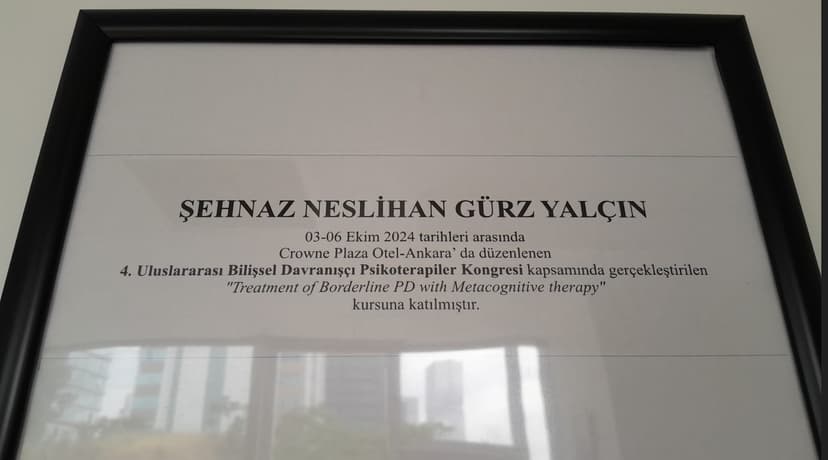 ŞEHNAZ NESLİHAN GÜRZ YALÇIN
03-06 Ekim 2024 tarihleri arasında
Crowne Plaza Otel-Ankara’ da düzenlenen
4. Uluslararası Bilişsel Davranışçı Psikoterapiler Kongresi kapsamında gerçekleştirilen
"Treatment of Borderline PD with Metacognitive therapy"
kursuna katılmıştır.